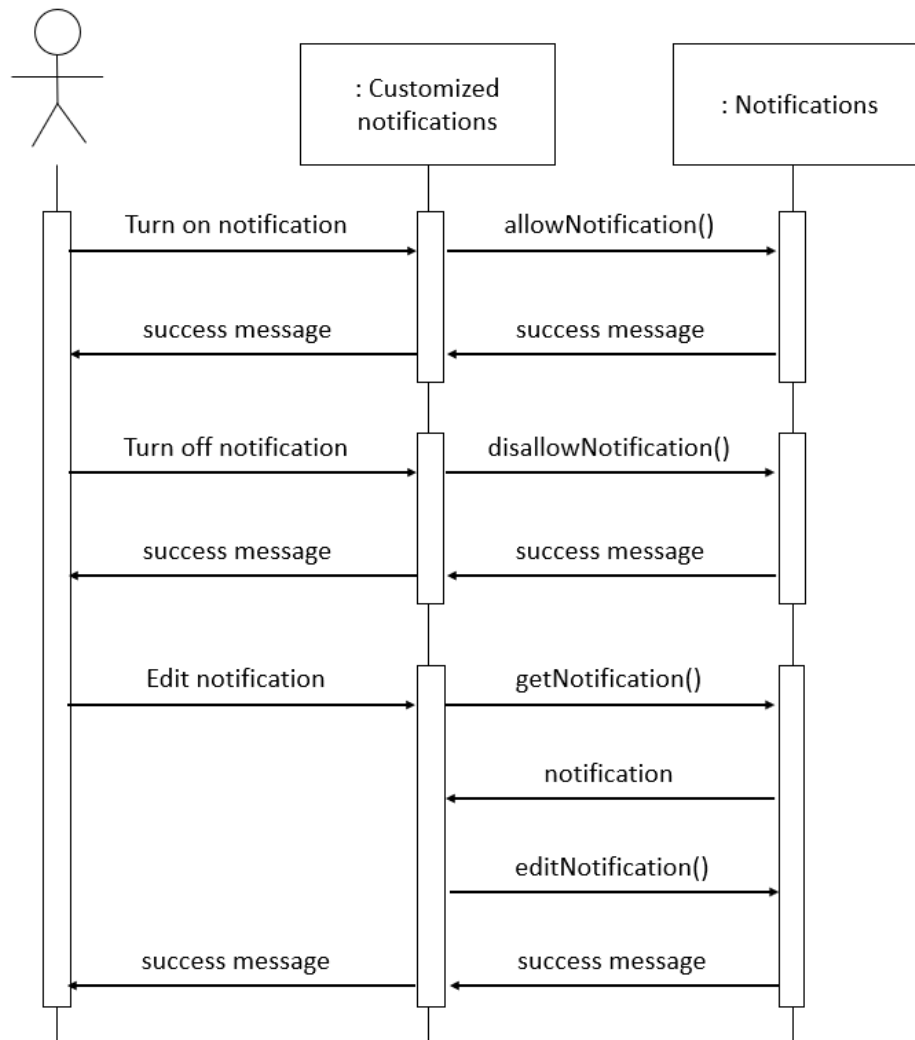 : Customized
notifications
: Notifications
Turn on notification
allowNotification()
success message
success message
Turn off notification
disallowNotification()
success message
success message
Edit notification
getNotification()
notification
editNotification()
success message
success message